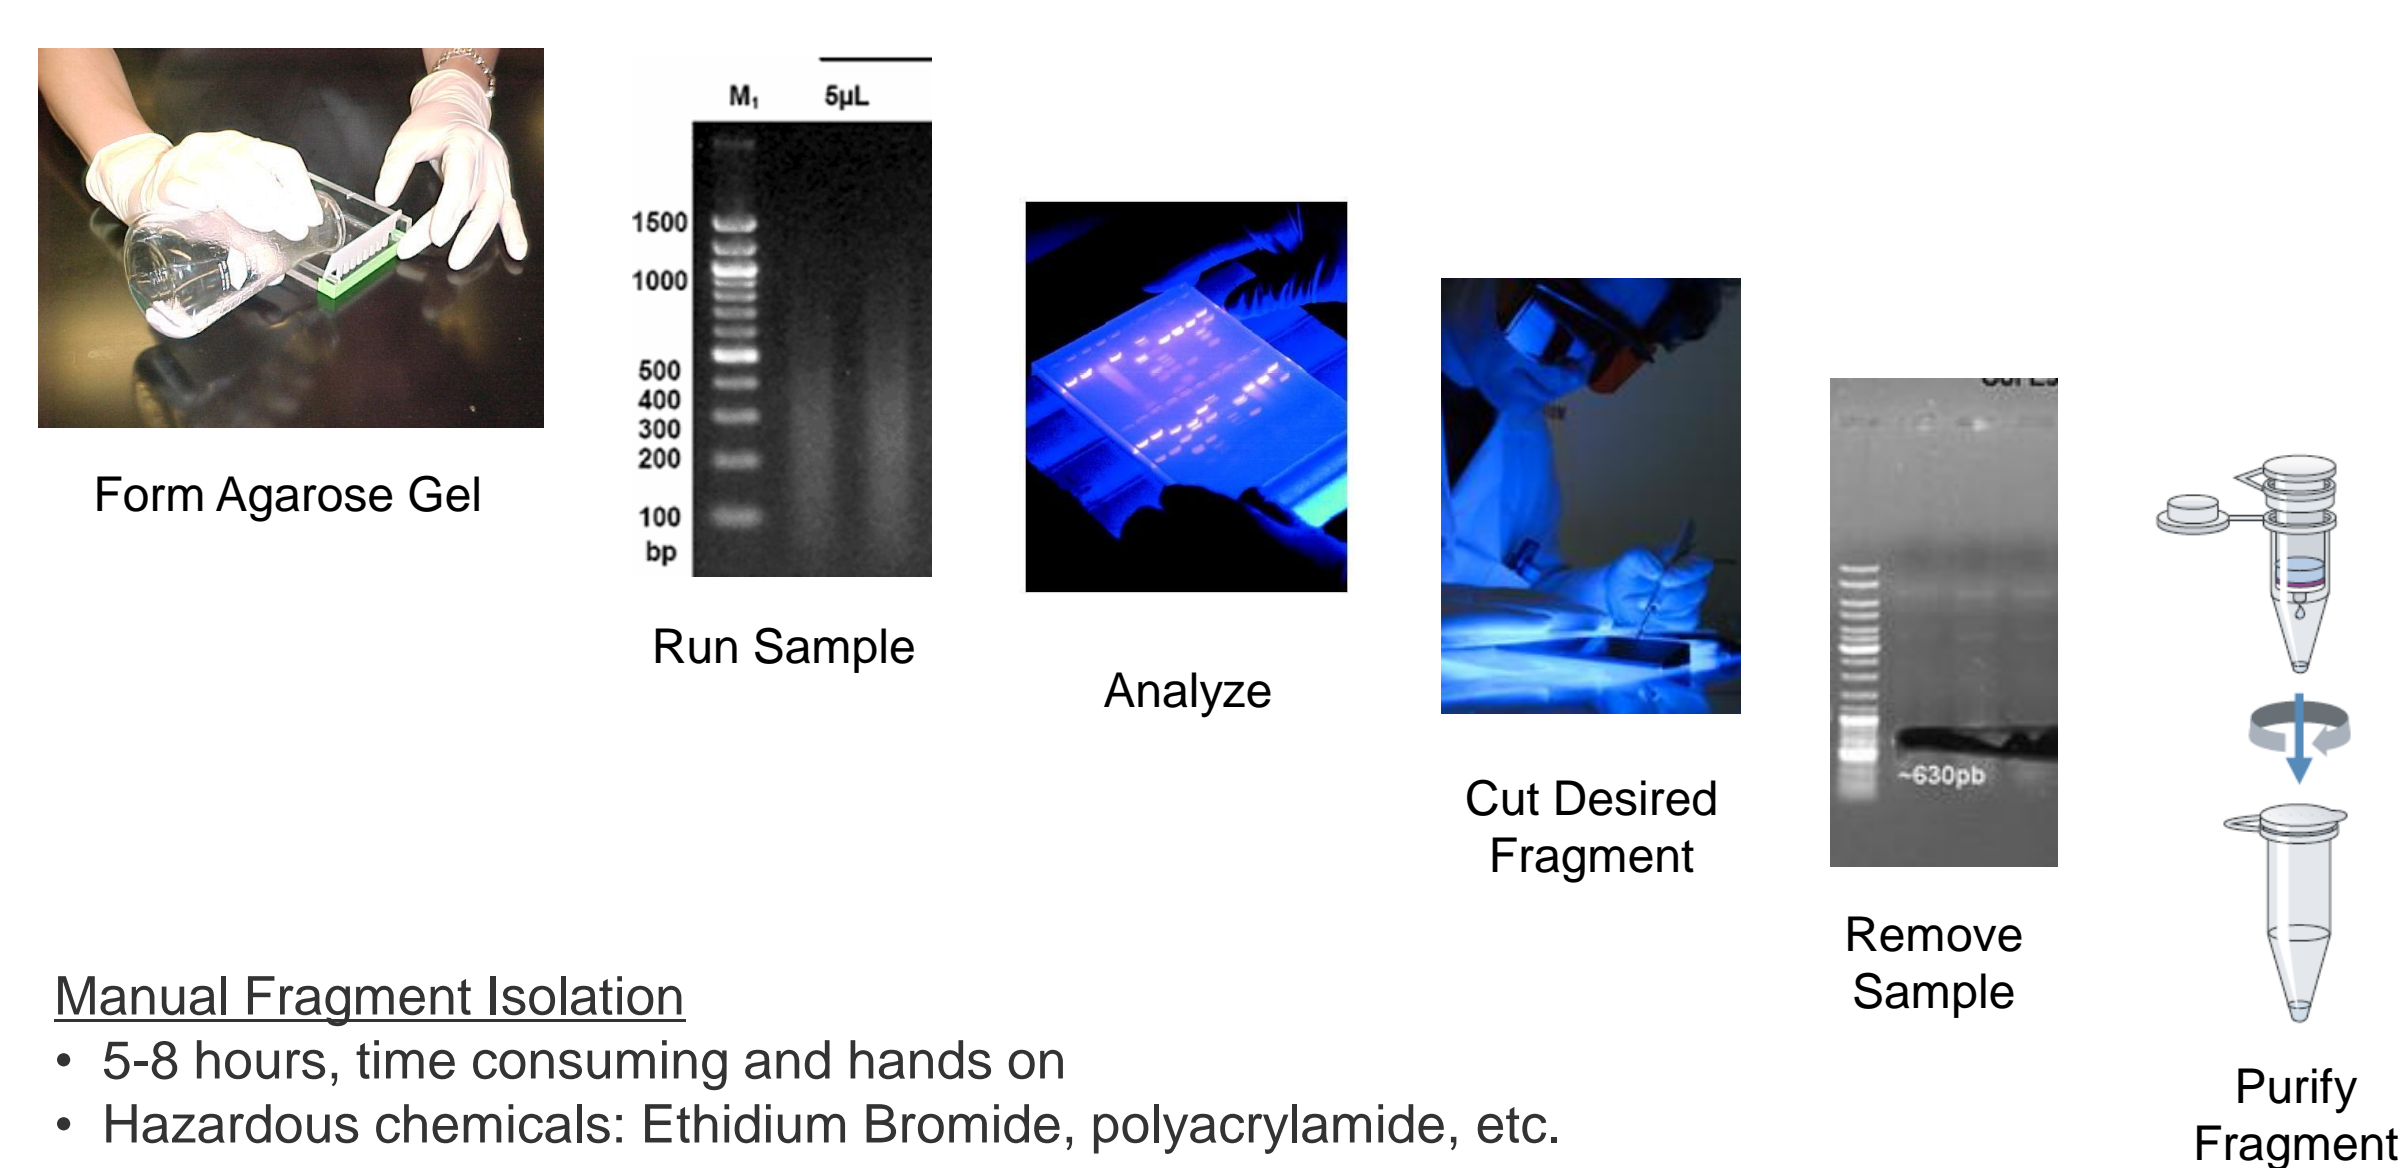 M₁ 5µL
1500
1000
500
400
300
200
100
bp
~630pb
Form Agarose Gel
Run Sample
Analyze
Cut Desired
Fragment
Remove
Sample
Purify
Fragment
Manual Fragment Isolation
• 5-8 hours, time consuming and hands on
• Hazardous chemicals: Ethidium Bromide, polyacrylamide, etc.